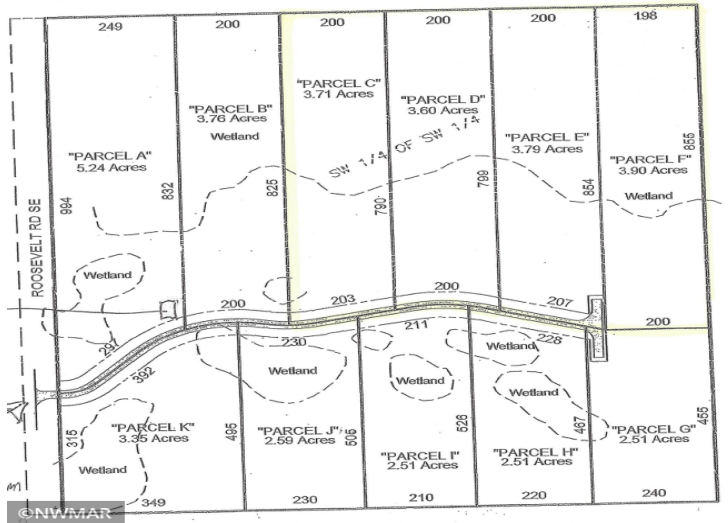 249
200
200
200
200
198
"PARCEL A"
5.24 Acres
"PARCEL B"
3.76 Acres
Wetland
"PARCEL C"
3.71 Acres
"PARCEL D"
3.60 Acres
"PARCEL E"
3.79 Acres
"PARCEL F"
3.90 Acres
Wetland
SW 1/4 OF SW 1/4
ROOSEVELT RD SE
994
832
825
790
799
854
855
Wetland
291
200
203
200
207
200
392
230
211
228
Wetland
Wetland
Wetland
Wetland
"PARCEL K"
3.35 Acres
Wetland
"PARCEL J"
2.59 Acres
"PARCEL I"
2.51 Acres
"PARCEL H"
2.51 Acres
"PARCEL G"
2.51 Acres
315
495
505
526
467
455
349
230
210
220
240
©NWMAR